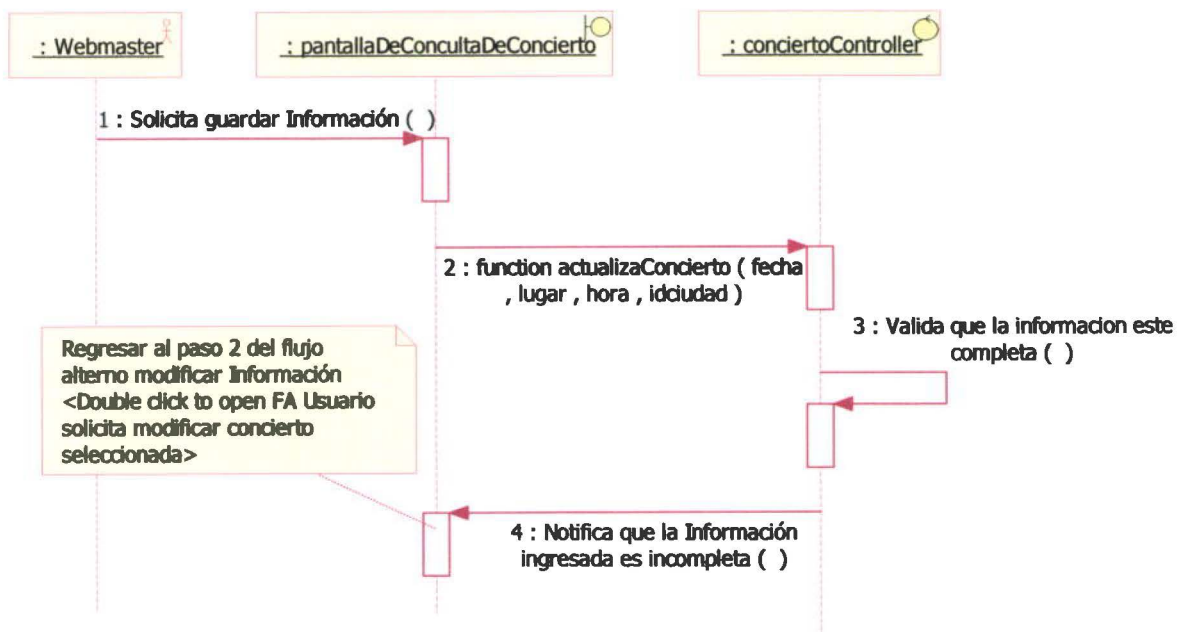 : Webmaster
: pantallaDeConcultaDeConcierto
: conciertoController
1 : Solicita guardar Información ( )
2 : function actualizaConcierto ( fecha
, lugar , hora , idciudad )
3 : Valida que la informacion este
completa ( )
Regresar al paso 2 del flujo
alterno modificar Información
<Double click to open FA Usuario
solicita modificar concierto
seleccionada>
4 : Notifica que la Información
ingresada es incompleta ( )